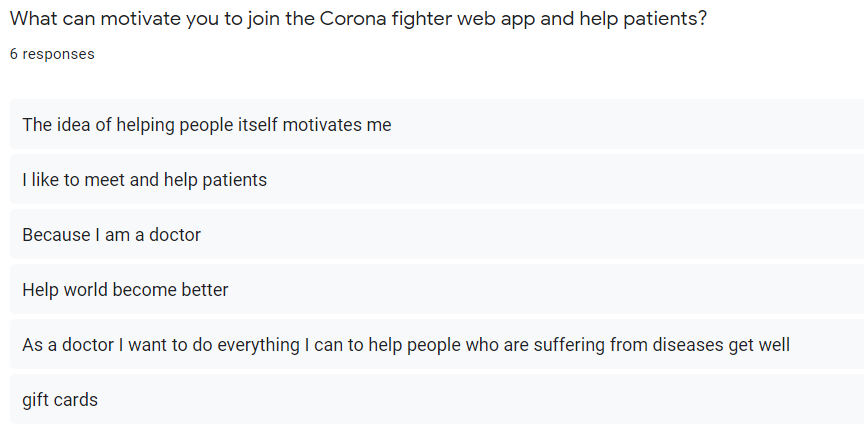 What can motivate you to join the Corona fighter web app and help patients?
6 responses
The idea of helping people itself motivates me
I like to meet and help patients
Because I am a doctor
Help world become better
As a doctor I want to do everything I can to help people who are suffering from diseases get well
gift cards